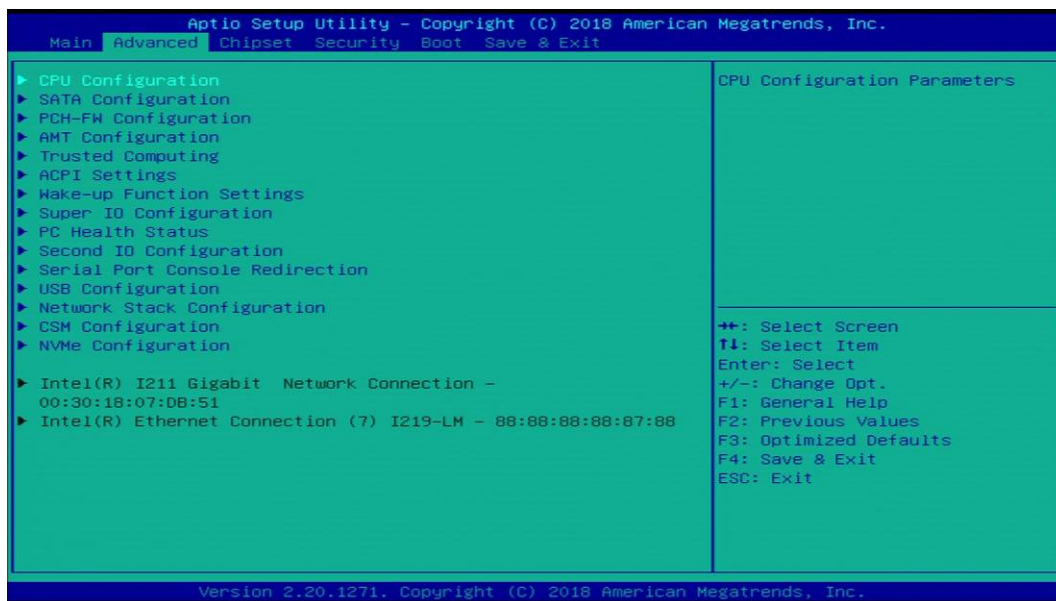 Aptio Setup Utility – Copyright (C) 2018 American Megatrends, Inc.
Main Advanced Chipset Security Boot Save & Exit
► CPU Configuration
► SATA Configuration
► PCH-FW Configuration
► AMT Configuration
► Trusted Computing
► ACPI Settings
► Wake-up Function Settings
► Super IO Configuration
► PC Health Status
► Second IO Configuration
► Serial Port Console Redirection
► USB Configuration
► Network Stack Configuration
► CSM Configuration
► NVMe Configuration
► Intel(R) I211 Gigabit Network Connection –
00:30:18:07:DB:51
► Intel(R) Ethernet Connection (7) I219-LM – 88:88:88:88:87:88
CPU Configuration Parameters
→←: Select Screen
↑↓: Select Item
Enter: Select
+/-: Change Opt.
F1: General Help
F2: Previous Values
F3: Optimized Defaults
F4: Save & Exit
ESC: Exit
Version 2.20.1271. Copyright (C) 2018 American Megatrends, Inc.